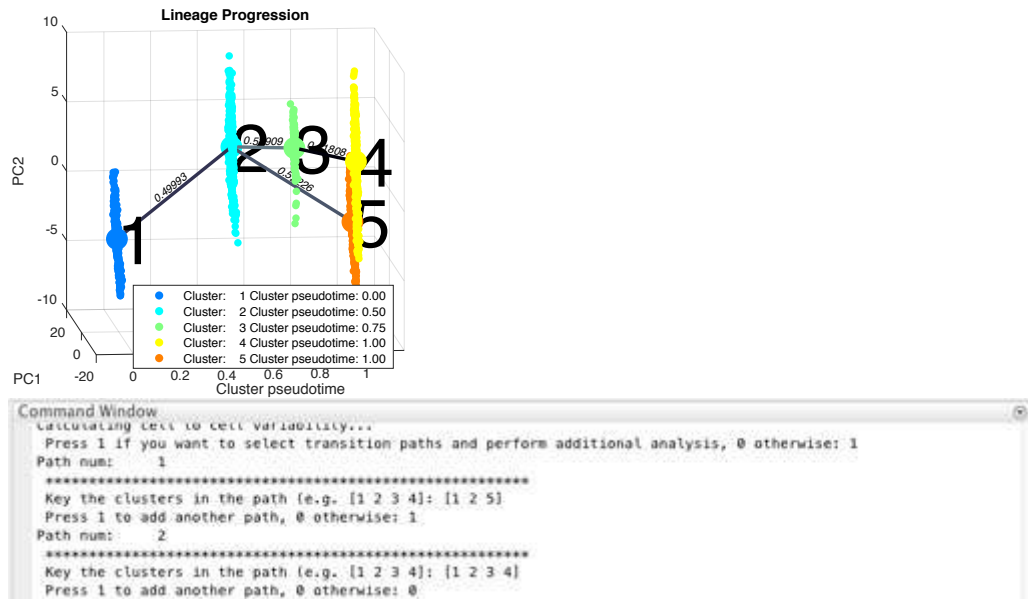 Lineage Progression
10
5
0
-5
-10
PC2
20
0
-20
PC1
0
0.2
0.4
0.6
0.8
1
Cluster pseudotime
1
2
3
4
5
0.49993
Cluster: 1 Cluster pseudotime: 0.00
Cluster: 2 Cluster pseudotime: 0.50
Cluster: 3 Cluster pseudotime: 0.75
Cluster: 4 Cluster pseudotime: 1.00
Cluster: 5 Cluster pseudotime: 1.00
Command Window
Calculating cell to cell variability...
Press 1 if you want to select transition paths and perform additional analysis, 0 otherwise: 1
Path num: 1
******************************************************
Key the clusters in the path (e.g. [1 2 3 4]: [1 2 5]
Press 1 to add another path, 0 otherwise: 1
Path num: 2
******************************************************
Key the clusters in the path (e.g. [1 2 3 4]: [1 2 3 4]
Press 1 to add another path, 0 otherwise: 0